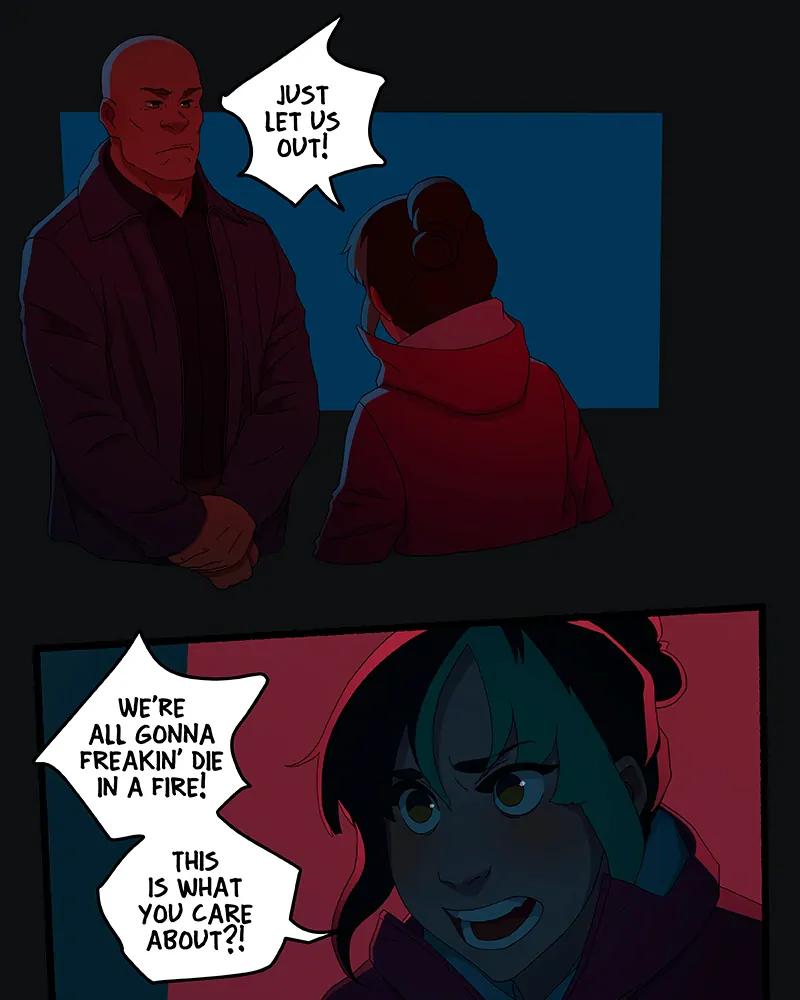 JUST
LET US
OUT!
WE'RE
ALL GONNA
FREAKIN' DIE
IN A FIRE!
THIS
IS WHAT
YOU CARE
ABOUT?!